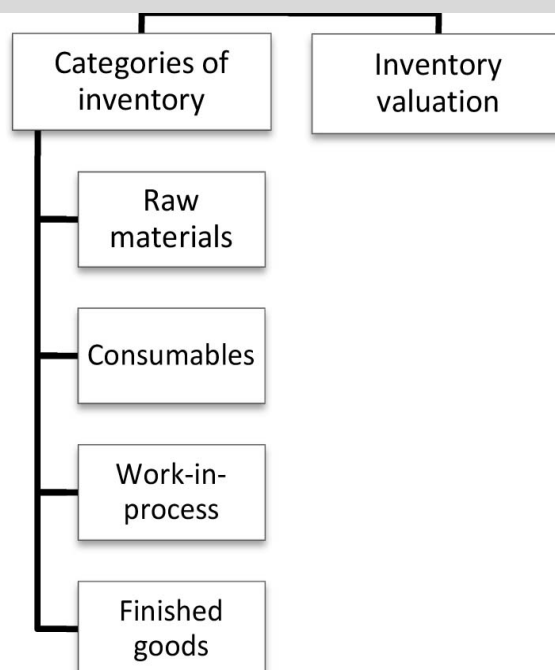 Categories of
inventory
Inventory
valuation
Raw
materials
Consumables
Work-in-
process
Finished
goods